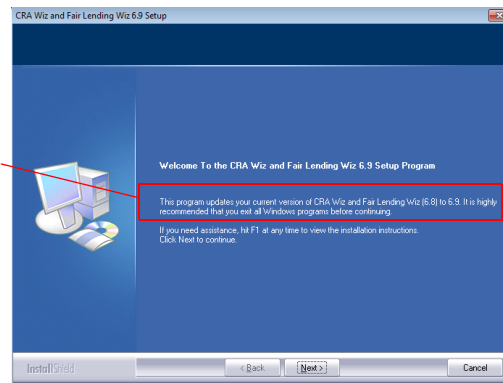 CRA Wiz and Fair Lending Wiz 6.9 Setup
Welcome To the CRA Wiz and Fair Lending Wiz 6.9 Setup Program
This program updates your current version of CRA Wiz and Fair Lending Wiz (6.8) to 6.9. It is highly
recommended that you exit all Windows programs before continuing.
If you need assistance, hit F1 at any time to view the installation instructions.
Click Next to continue.
InstallShield
< Back Next > Cancel